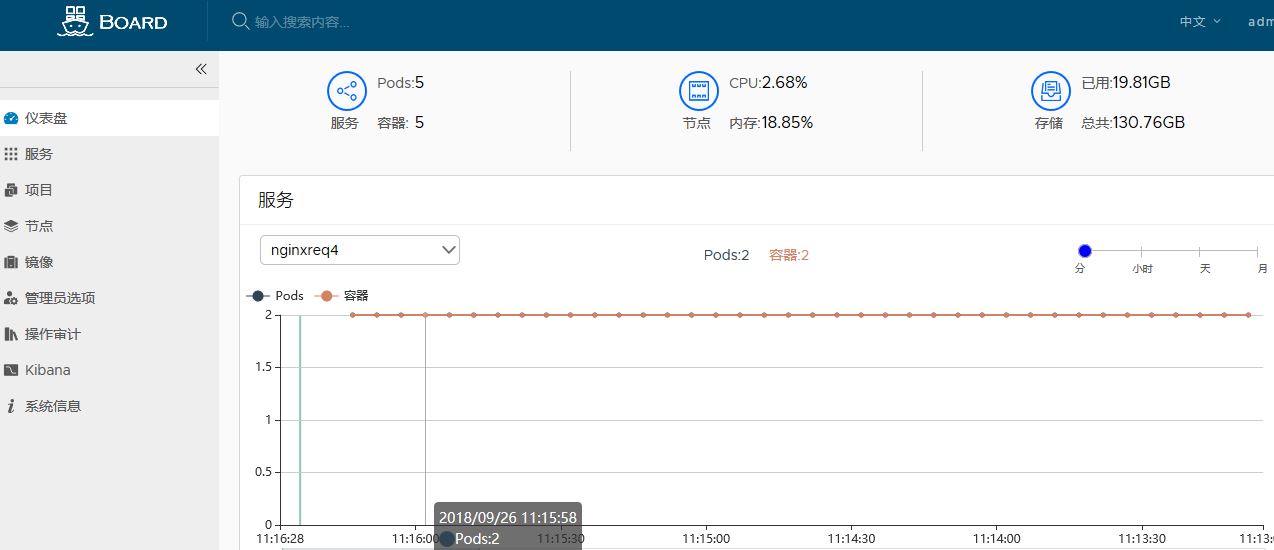 BOARD
输入搜索内容...
中文
adm
仪表盘
服务
项目
节点
镜像
管理员选项
操作审计
Kibana
系统信息
Pods:5
服务 容器: 5
CPU:2.68%
节点 内存:18.85%
已用:19.81GB
存储 总共:130.76GB
服务
nginxreq4
Pods:2 容器:2
分 小时 天 月
Pods 容器
2
1.5
1
0.5
0
11:16:28 11:16:00 11:15:30 11:15:00 11:14:30 11:14:00 11:13:30 11:13:0
2018/09/26 11:15:58
Pods:2